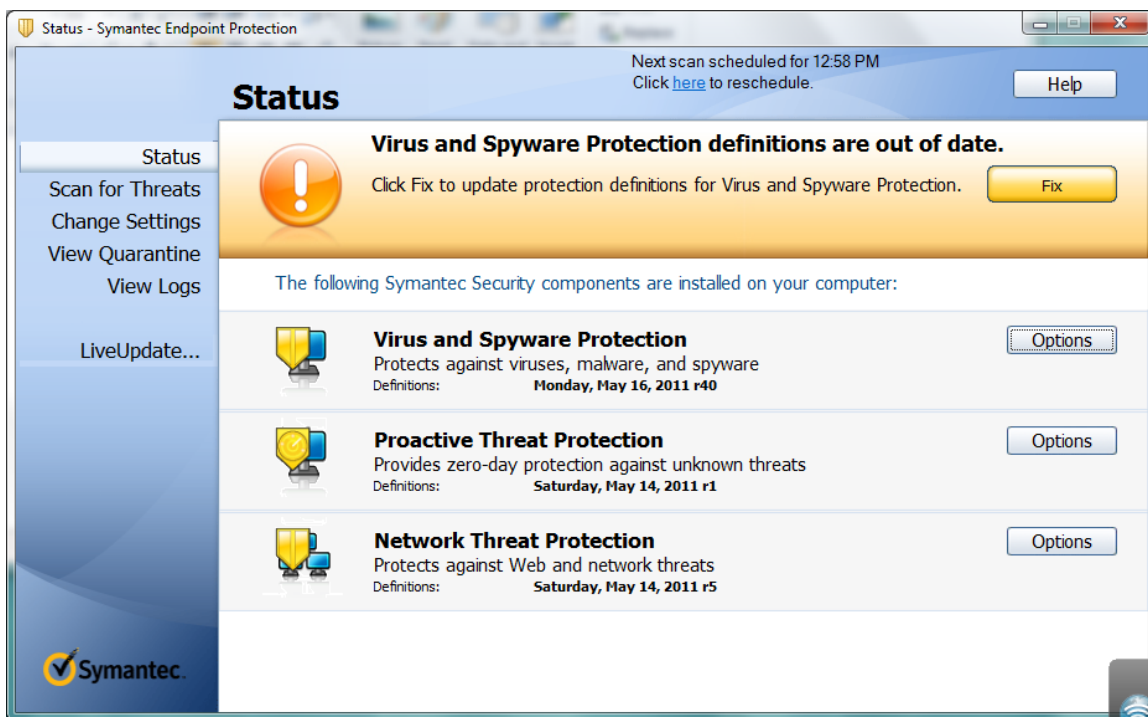 Status - Symantec Endpoint Protection
Next scan scheduled for 12:58 PM
Click here to reschedule.
Help
Status
Virus and Spyware Protection definitions are out of date.
Click Fix to update protection definitions for Virus and Spyware Protection.
Fix
Status
Scan for Threats
Change Settings
View Quarantine
View Logs
LiveUpdate...
The following Symantec Security components are installed on your computer:
Virus and Spyware Protection
Options
Protects against viruses, malware, and spyware
Definitions: Monday, May 16, 2011 r40
Proactive Threat Protection
Options
Provides zero-day protection against unknown threats
Definitions: Saturday, May 14, 2011 r1
Network Threat Protection
Options
Protects against Web and network threats
Definitions: Saturday, May 14, 2011 r5
Symantec.